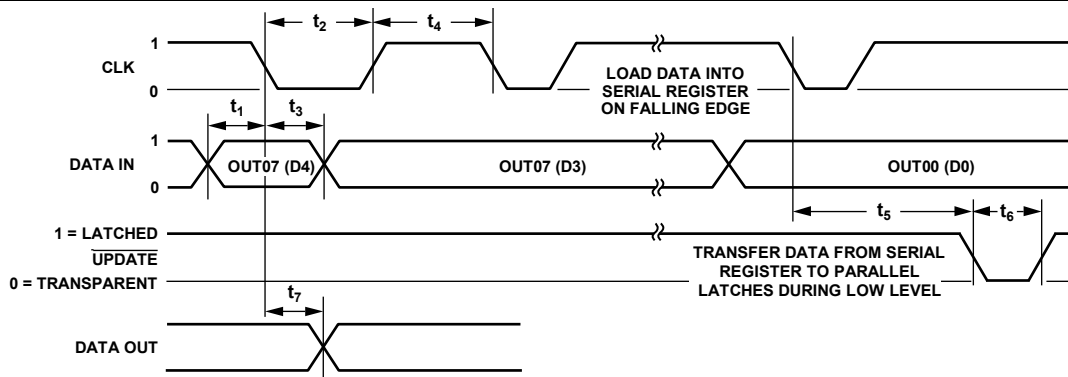 t2
t4
1
CLK
0
LOAD DATA INTO
SERIAL REGISTER
ON FALLING EDGE
t1
t3
1
DATA IN
0
OUT07 (D4)
OUT07 (D3)
OUT00 (D0)
t5
t6
1 = LATCHED
UPDATE
0 = TRANSPARENT
TRANSFER DATA FROM SERIAL
REGISTER TO PARALLEL
LATCHES DURING LOW LEVEL
t7
DATA OUT